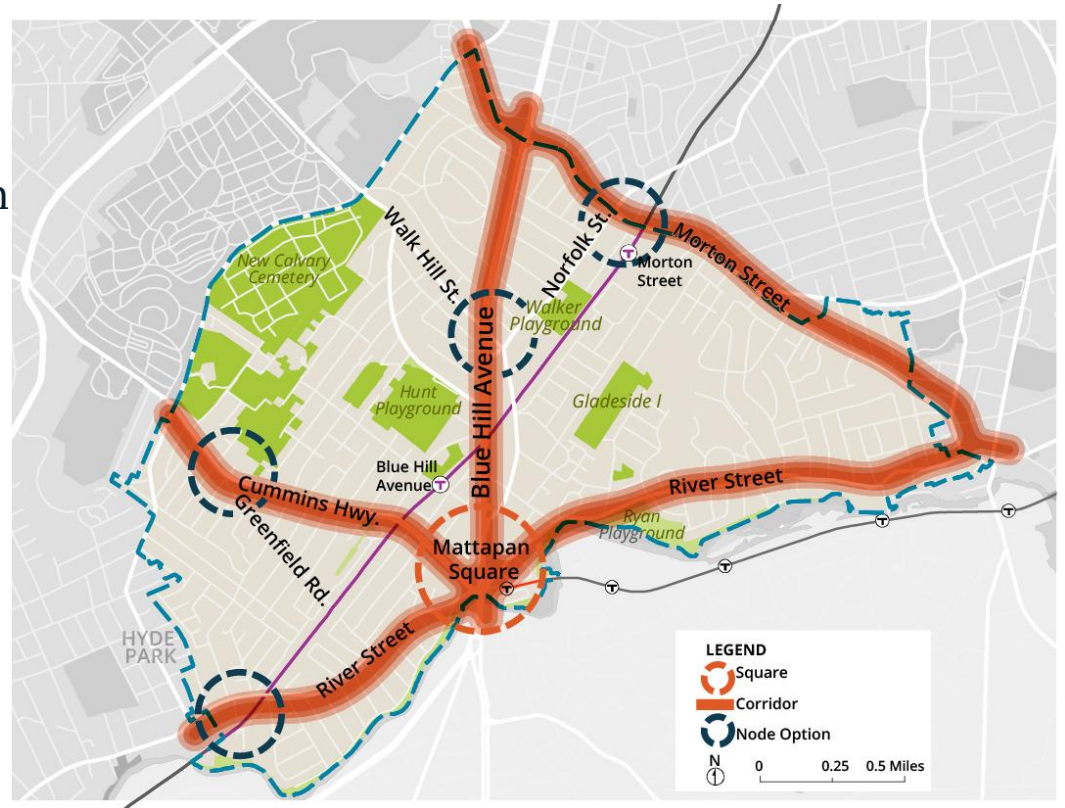 n
New Calvary
Cemetery
Walk Hill St.
Norfolk St.
Morton Street
Morton
Street
Walker
Playground
Blue Hill Avenue
Hunt
Playground
Gladeside I
Blue Hill
Avenue
T
T
Cummins Hwy.
Greenfield Rd.
River Street
Ryan
Playground
Mattapan
Square
T
T
T
T
T
HYDE
PARK
River Street
LEGEND
Square
Corridor
Node Option
N
0 0.25 0.5 Miles